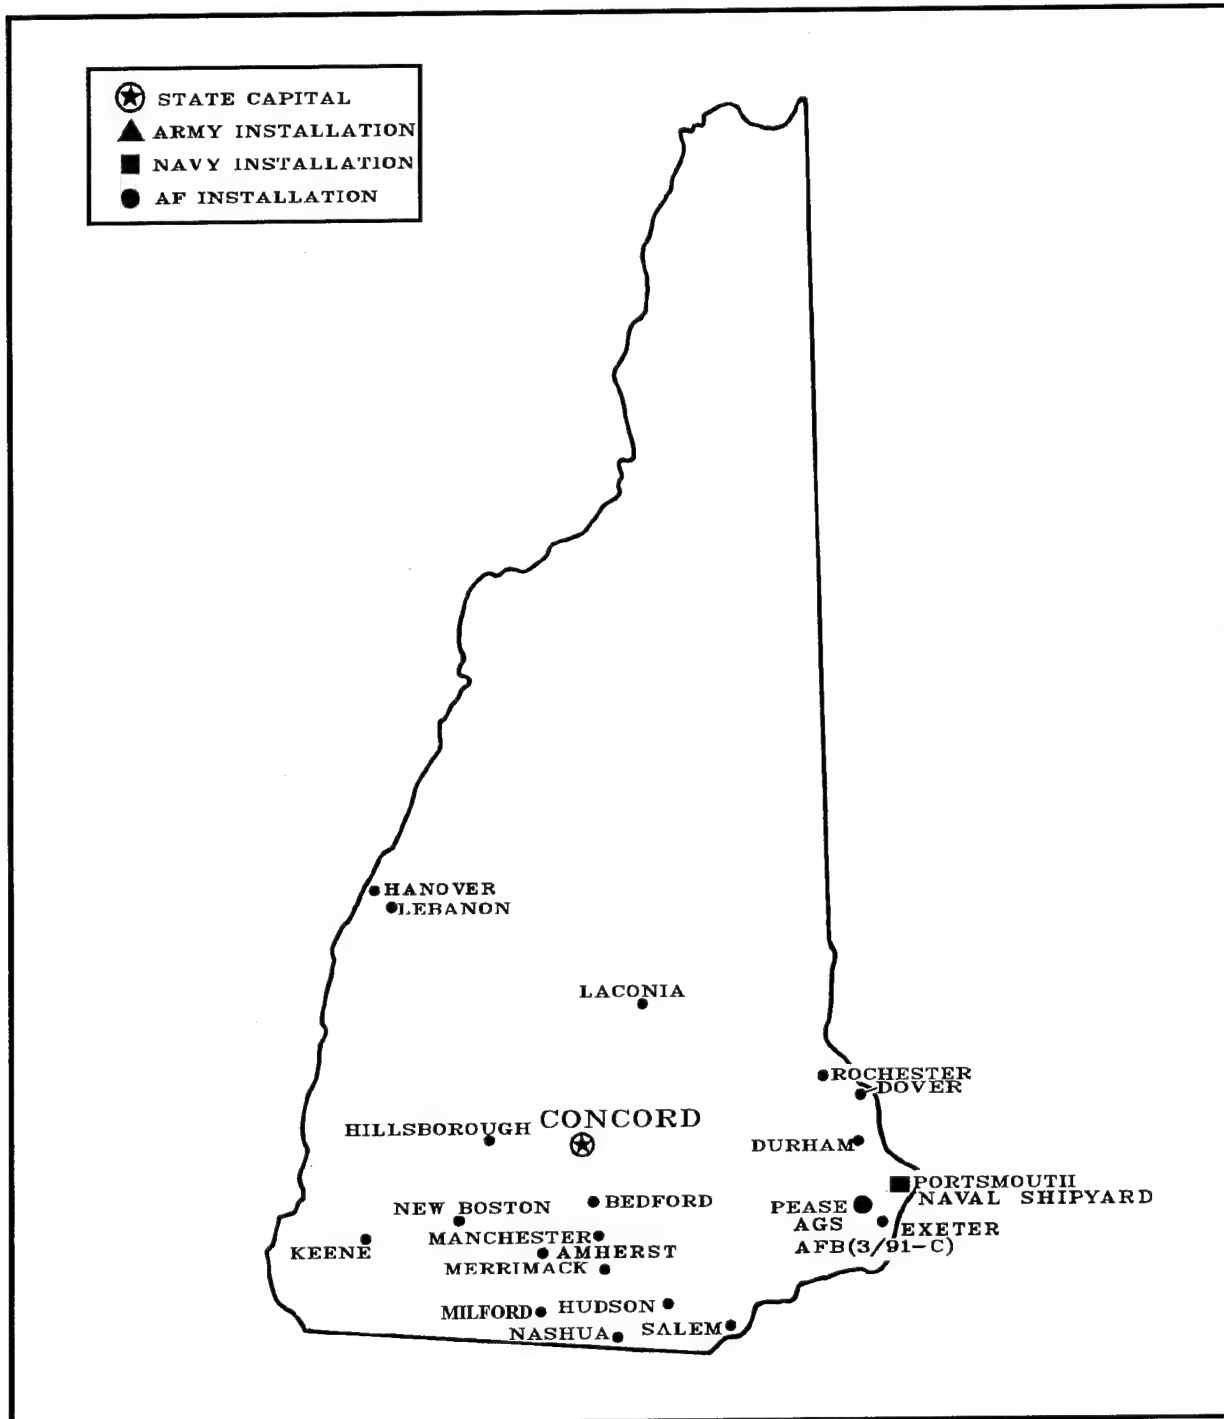 STATE CAPITAL
ARMY INSTALLATION
NAVY INSTALLATION
AF INSTALLATION
HANOVER
LEBANON
LACONIA
ROCHESTER
DOVER
CONCORD
HILLSBOROUGH
DURHAM
PORTSMOUTH
NAVAL SHIPYARD
NEW BOSTON
BEDFORD
PEASE
AGS
EXETER
AFB(3/91-C)
KEENE
MANCHESTER
AMHERST
MERRIMACK
MILFORD
HUDSON
NASHUA
SALEM